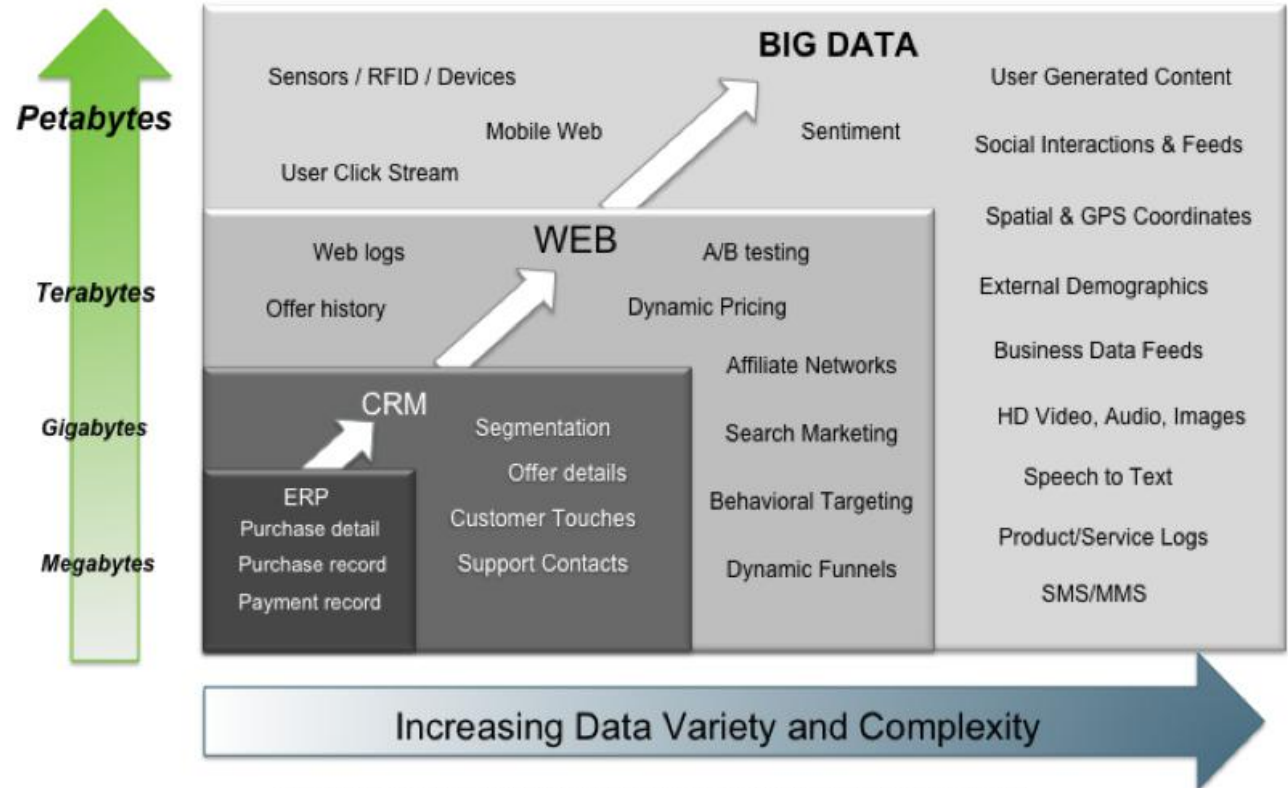 BIG DATA
Sensors / RFID / Devices
User Generated Content
Petabytes
Mobile Web
Sentiment
Social Interactions & Feeds
User Click Stream
Spatial & GPS Coordinates
WEB
Web logs
A/B testing
Terabytes
External Demographics
Offer history
Dynamic Pricing
Business Data Feeds
Affiliate Networks
CRM
HD Video, Audio, Images
Gigabytes
Segmentation
Search Marketing
Offer details
Speech to Text
ERP
Behavioral Targeting
Customer Touches
Purchase detail
Product/Service Logs
Megabytes
Purchase record
Support Contacts
Dynamic Funnels
SMS/MMS
Payment record
Increasing Data Variety and Complexity